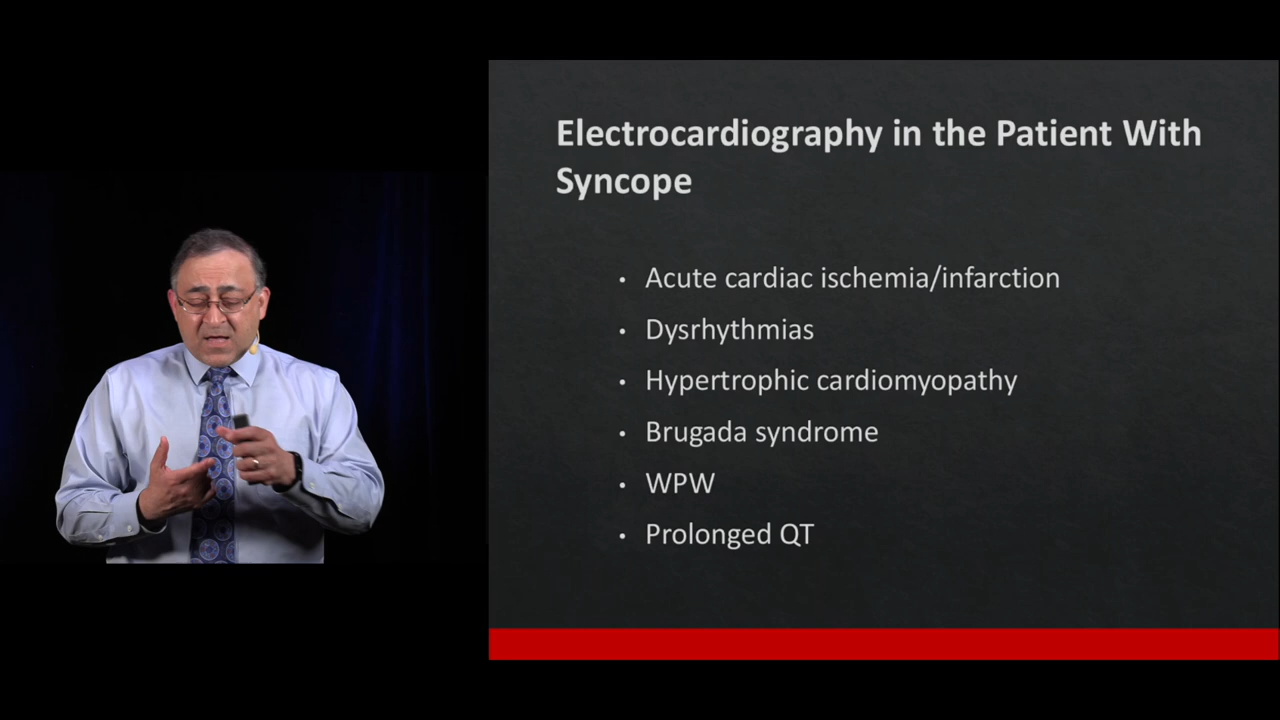 Electrocardiography in the Patient With
Syncope
• Acute cardiac ischemia/infarction
• Dysrhythmias
• Hypertrophic cardiomyopathy
• Brugada syndrome
• WPW
• Prolonged QT